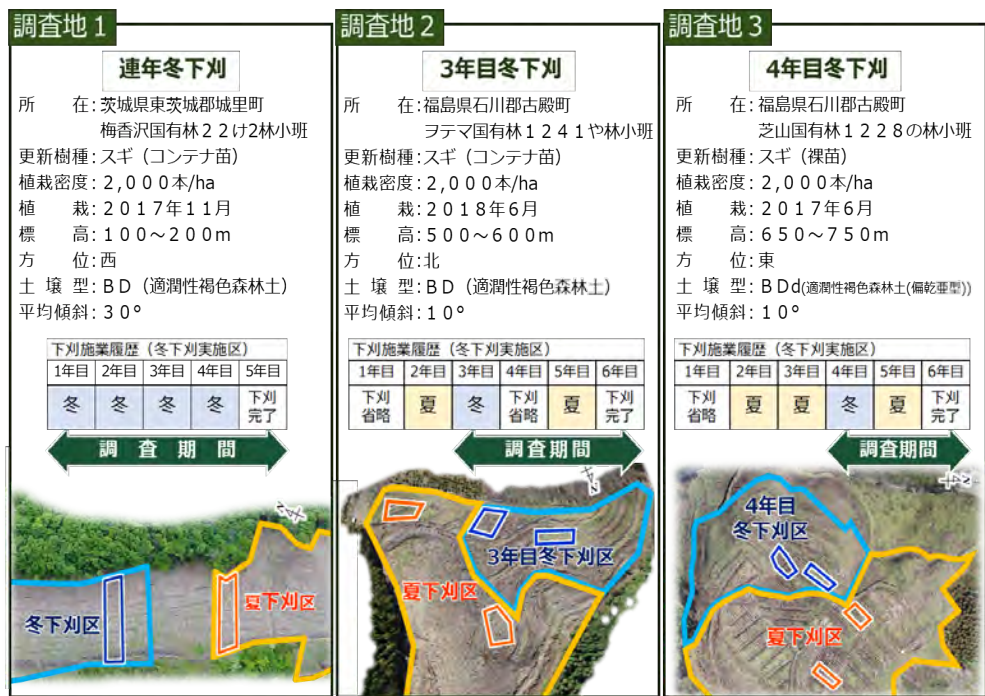 調査地1
連年冬下刈
所　　在：茨城県東茨城郡城里町
梅香沢国有林22け2林小班
更新樹種：スギ（コンテナ苗）
植栽密度：2,000本/ha
植　　栽：2017年11月
標　　高：100～200m
方　　位：西
土 壌 型：BD（適潤性褐色森林土）
平均傾斜：30°
下刈施業履歴（冬下刈実施区）
1年目 2年目 3年目 4年目 5年目
冬 冬 冬 冬 下刈完了
調査期間
冬下刈区
夏下刈区
調査地2
3年目冬下刈
所　　在：福島県石川郡古殿町
ヲテマ国有林1241や林小班
更新樹種：スギ（コンテナ苗）
植栽密度：2,000本/ha
植　　栽：2018年6月
標　　高：500～600m
方　　位：北
土 壌 型：BD（適潤性褐色森林土）
平均傾斜：10°
下刈施業履歴（冬下刈実施区）
1年目 2年目 3年目 4年目 5年目 6年目
下刈省略 夏 冬 下刈省略 夏 下刈完了
調査期間
3年目冬下刈区
夏下刈区
調査地3
4年目冬下刈
所　　在：福島県石川郡古殿町
芝山国有林1228の林小班
更新樹種：スギ（裸苗）
植栽密度：2,000本/ha
植　　栽：2017年6月
標　　高：650～750m
方　　位：東
土 壌 型：BDd(適潤性褐色森林土(偏乾亜型))
平均傾斜：10°
下刈施業履歴（冬下刈実施区）
1年目 2年目 3年目 4年目 5年目 6年目
下刈省略 夏 夏 冬 夏 下刈完了
調査期間
4年目
冬下刈区
夏下刈区